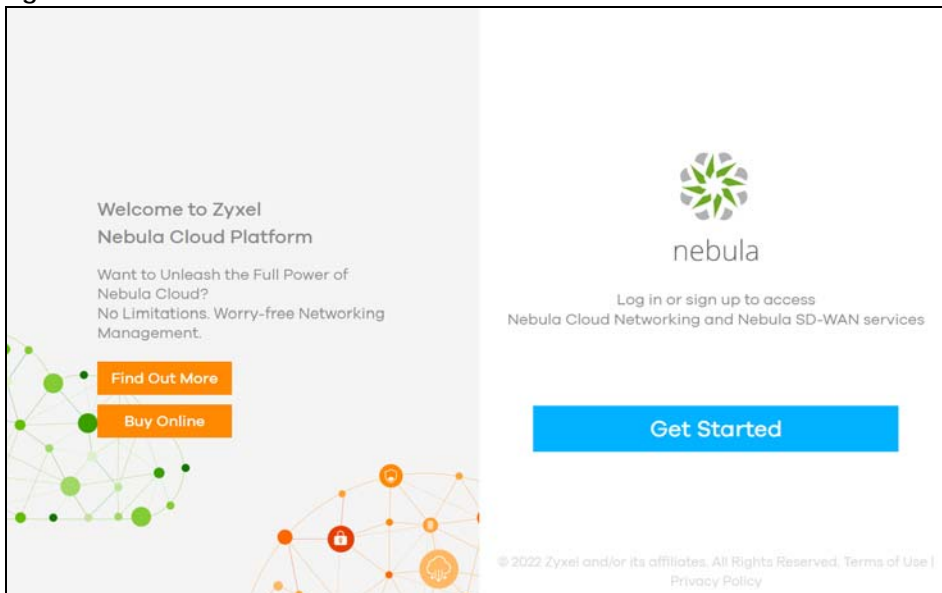 Welcome to Zyxel
Nebula Cloud Platform
Want to Unleash the Full Power of
Nebula Cloud?
No Limitations. Worry-free Networking
Management.
Find Out More
Buy Online
nebula
Log in or sign up to access
Nebula Cloud Networking and Nebula SD-WAN services
Get Started
© 2022 Zyxel and/or its affiliates. All Rights Reserved. Terms of Use |
Privacy Policy